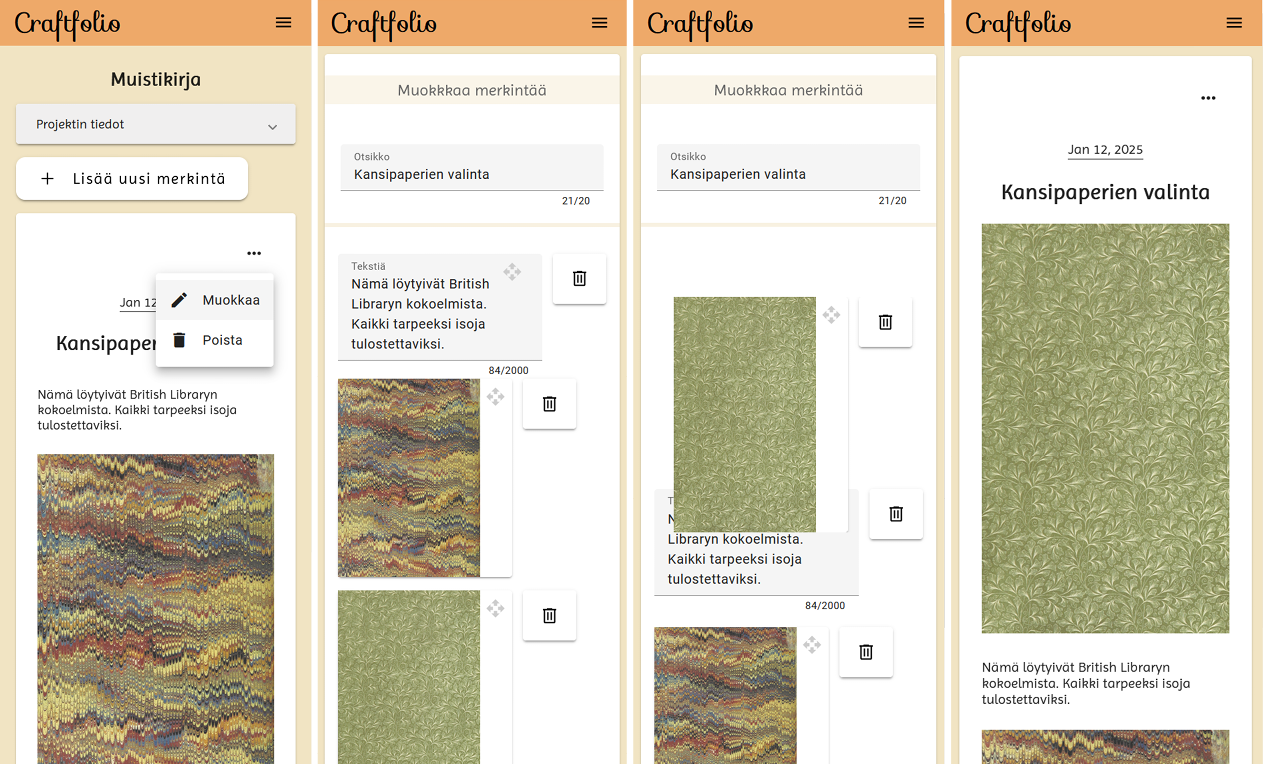 Craftfolio
Muistikirja
Projektin tiedot
Lisää uusi merkintä
Jan 12
Muokkaa
Poista
Kansipaper
Nämä löytyivät British Libraryn
kokoelmista. Kaikki tarpeeksi isoja
tulostettaviksi.
Craftfolio
Muokkkaa merkintää
Otsikko
Kansipaperien valinta
21/20
Tekstiä
Nämä löytyivät British
Libraryn kokoelmista.
Kaikki tarpeeksi isoja
tulostettaviksi.
84/2000
Craftfolio
Muokkkaa merkintää
Otsikko
Kansipaperien valinta
21/20
T
N
Libraryn kokoelmista.
Kaikki tarpeeksi isoja
tulostettaviksi.
84/2000
Craftfolio
Jan 12, 2025
Kansipaperien valinta
Nämä löytyivät British Libraryn
kokoelmista. Kaikki tarpeeksi isoja
tulostettaviksi.